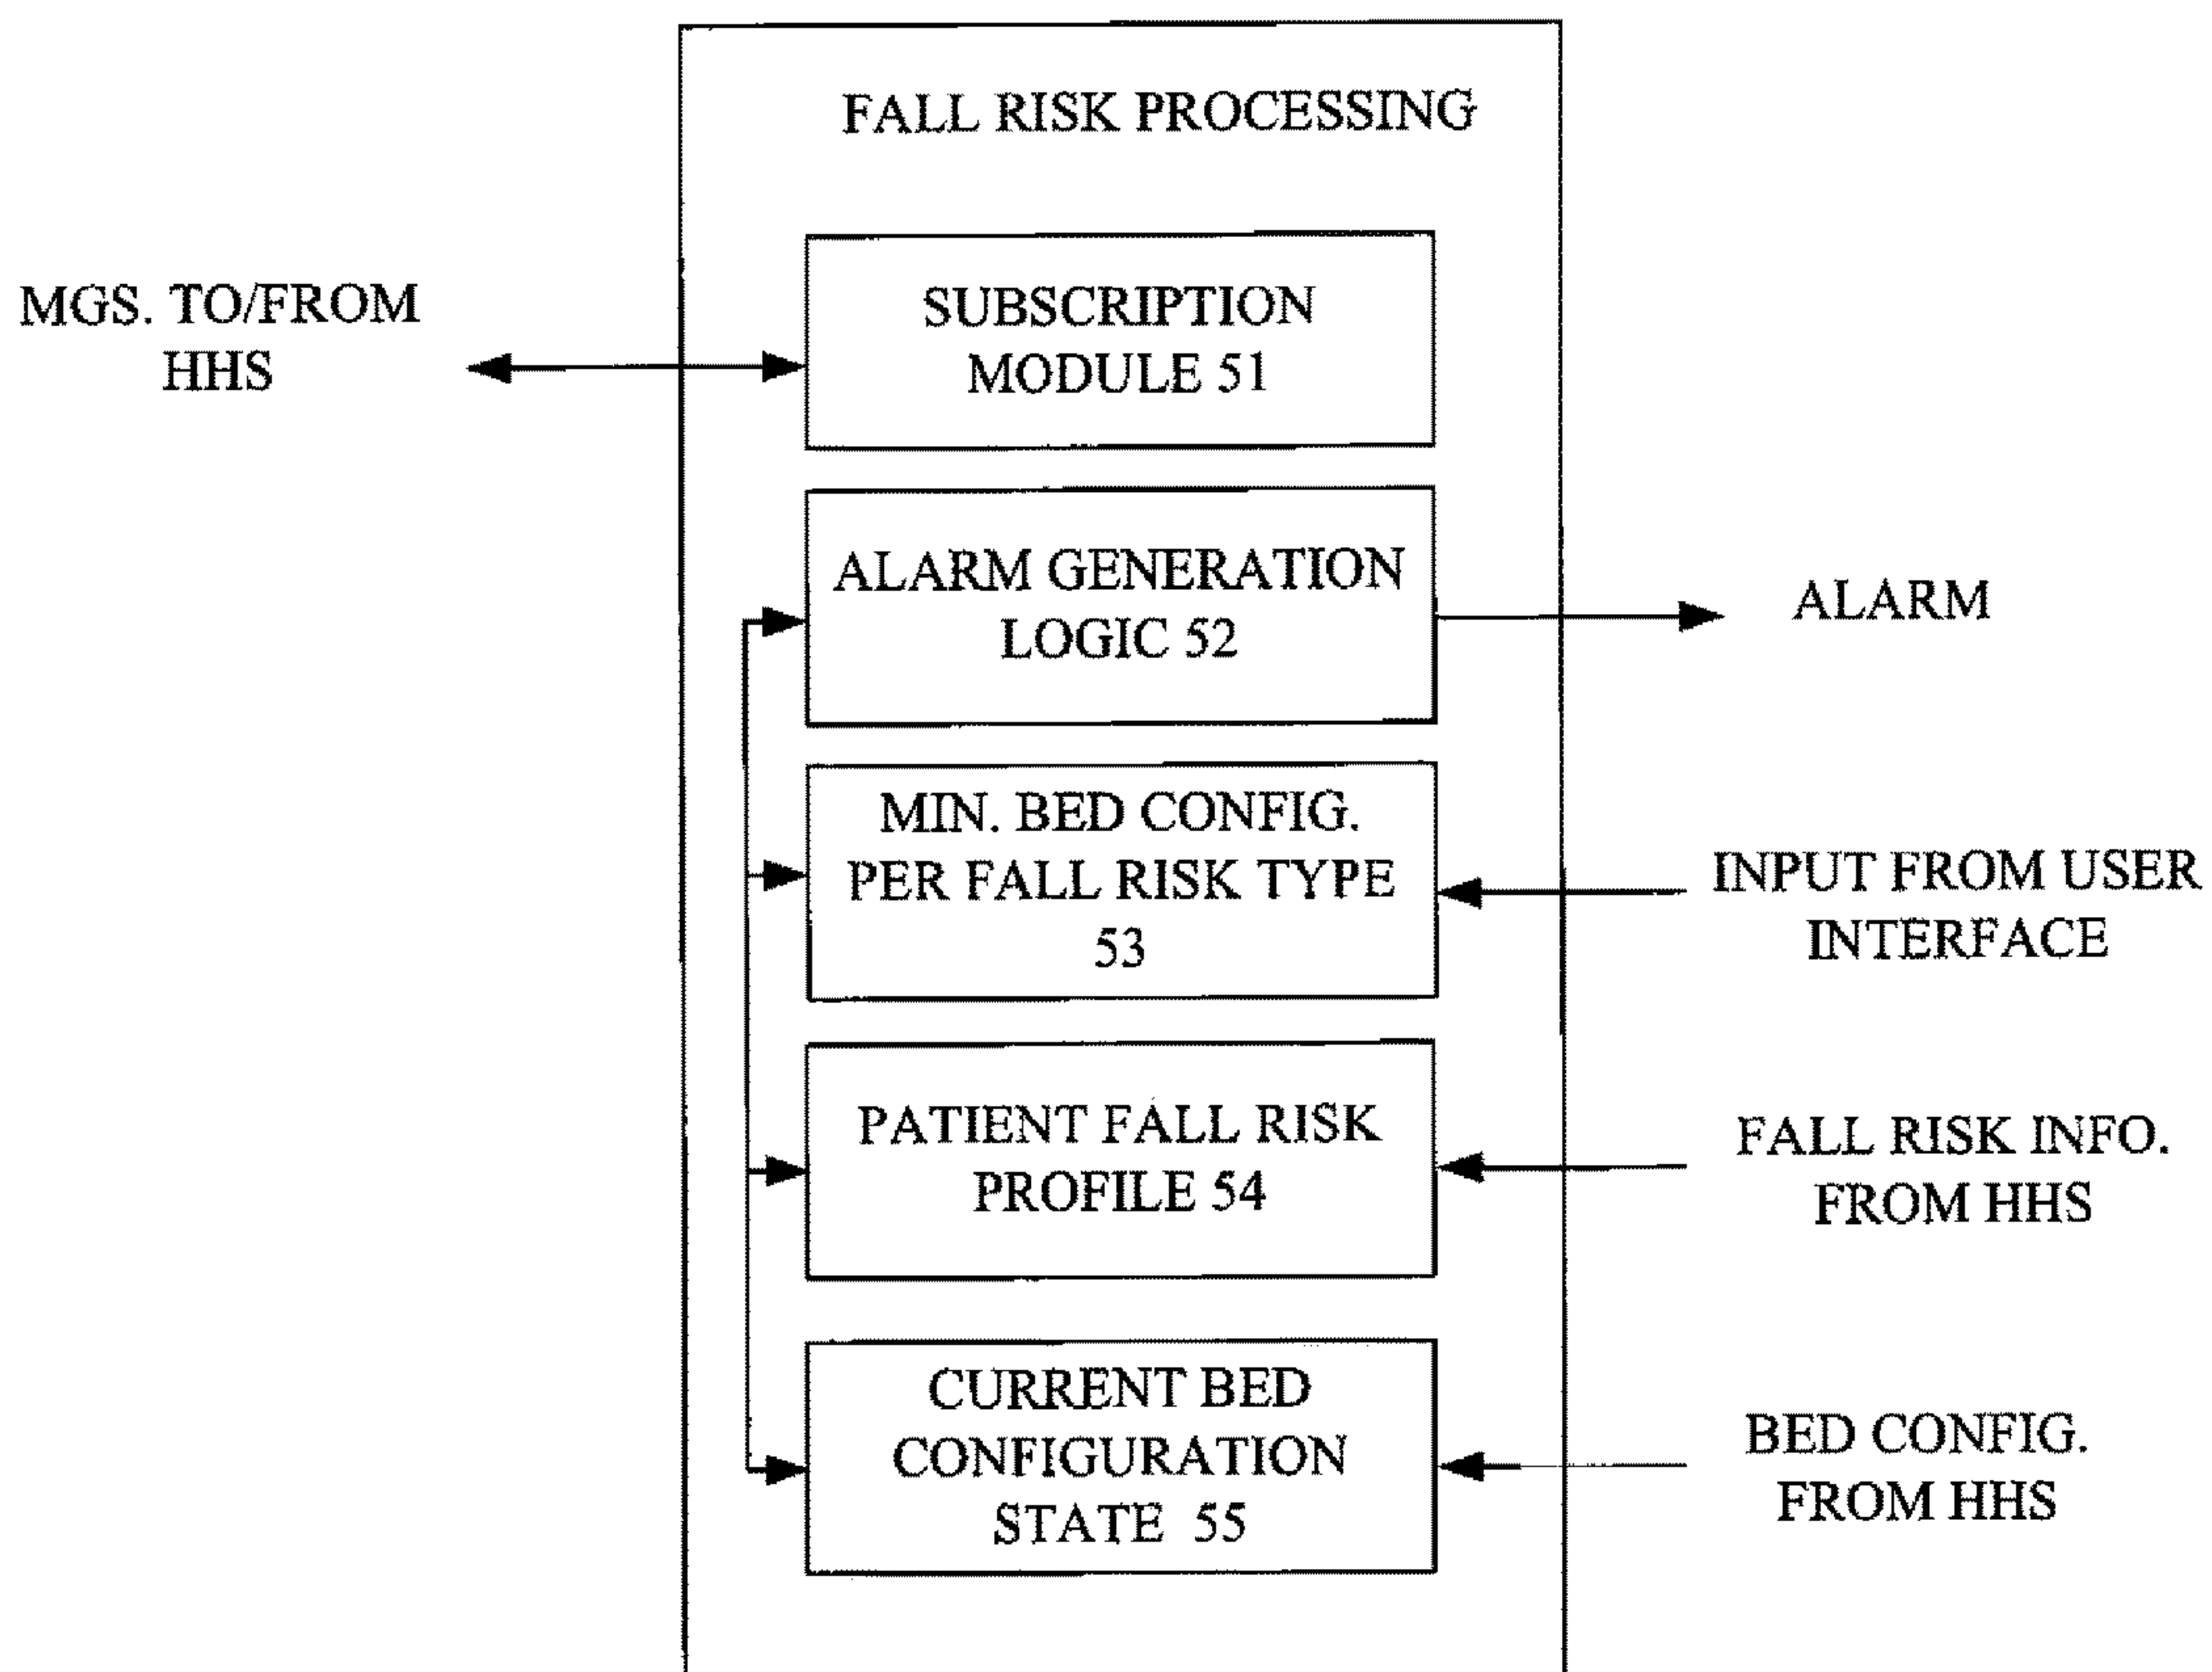 FALL RISK PROCESSING
MGS. TO/FROM
HHS
SUBSCRIPTION
MODULE 51
ALARM GENERATION
LOGIC 52
ALARM
MIN. BED CONFIG.
PER FALL RISK TYPE
53
INPUT FROM USER
INTERFACE
PATIENT FALL RISK
PROFILE 54
FALL RISK INFO.
FROM HHS
CURRENT BED
CONFIGURATION
STATE 55
BED CONFIG.
FROM HHS